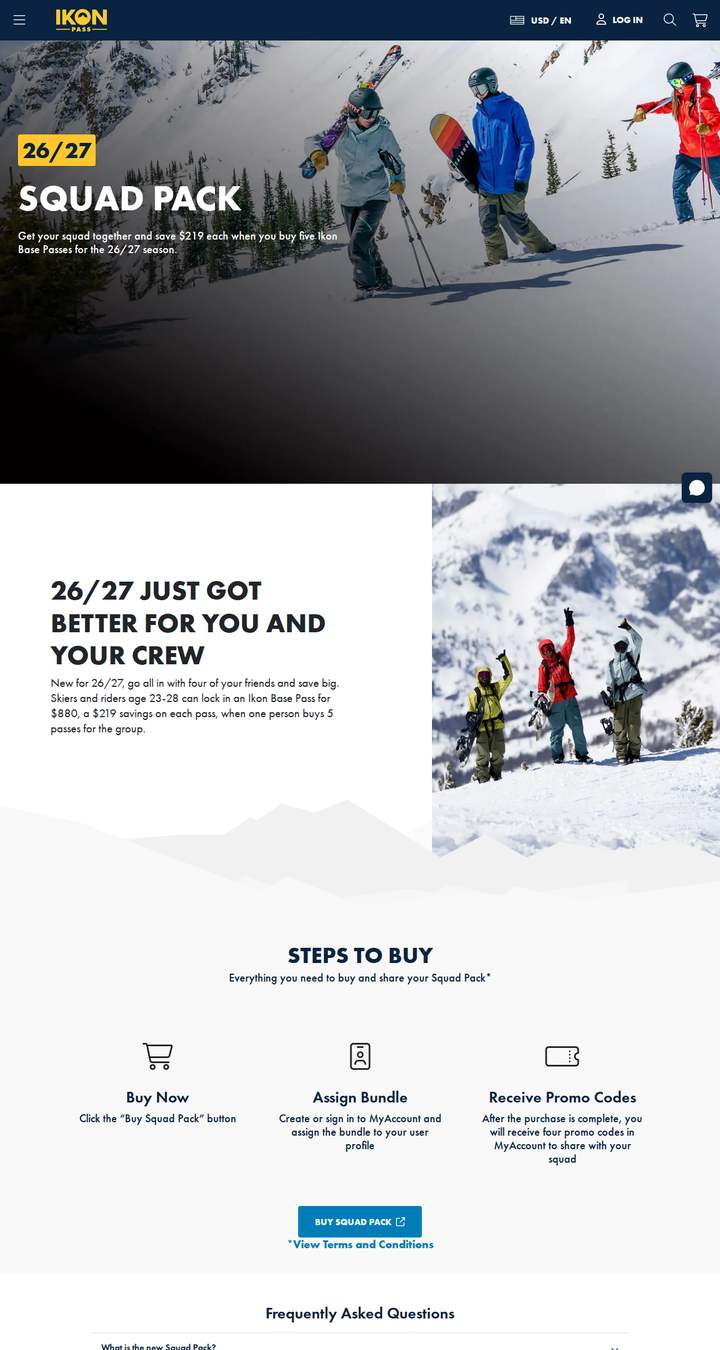 IKON
PASS
USD / EN
LOG IN
26/27
SQUAD PACK
Get your squad together and save $219 each when you buy five Ikon
Base Passes for the 26/27 season.
26/27 JUST GOT
BETTER FOR YOU AND
YOUR CREW
New for 26/27, go all in with four of your friends and save big.
Skiers and riders age 23-28 can lock in an Ikon Base Pass for
$880, a $219 savings on each pass, when one person buys 5
passes for the group.
STEPS TO BUY
Everything you need to buy and share your Squad Pack*
Buy Now
Click the “Buy Squad Pack” button
Assign Bundle
Create or sign in to MyAccount and
assign the bundle to your user
profile
Receive Promo Codes
After the purchase is complete, you
will receive four promo codes in
MyAccount to share with your
squad
BUY SQUAD PACK
*View Terms and Conditions
Frequently Asked Questions
What is the new Squad Pack?